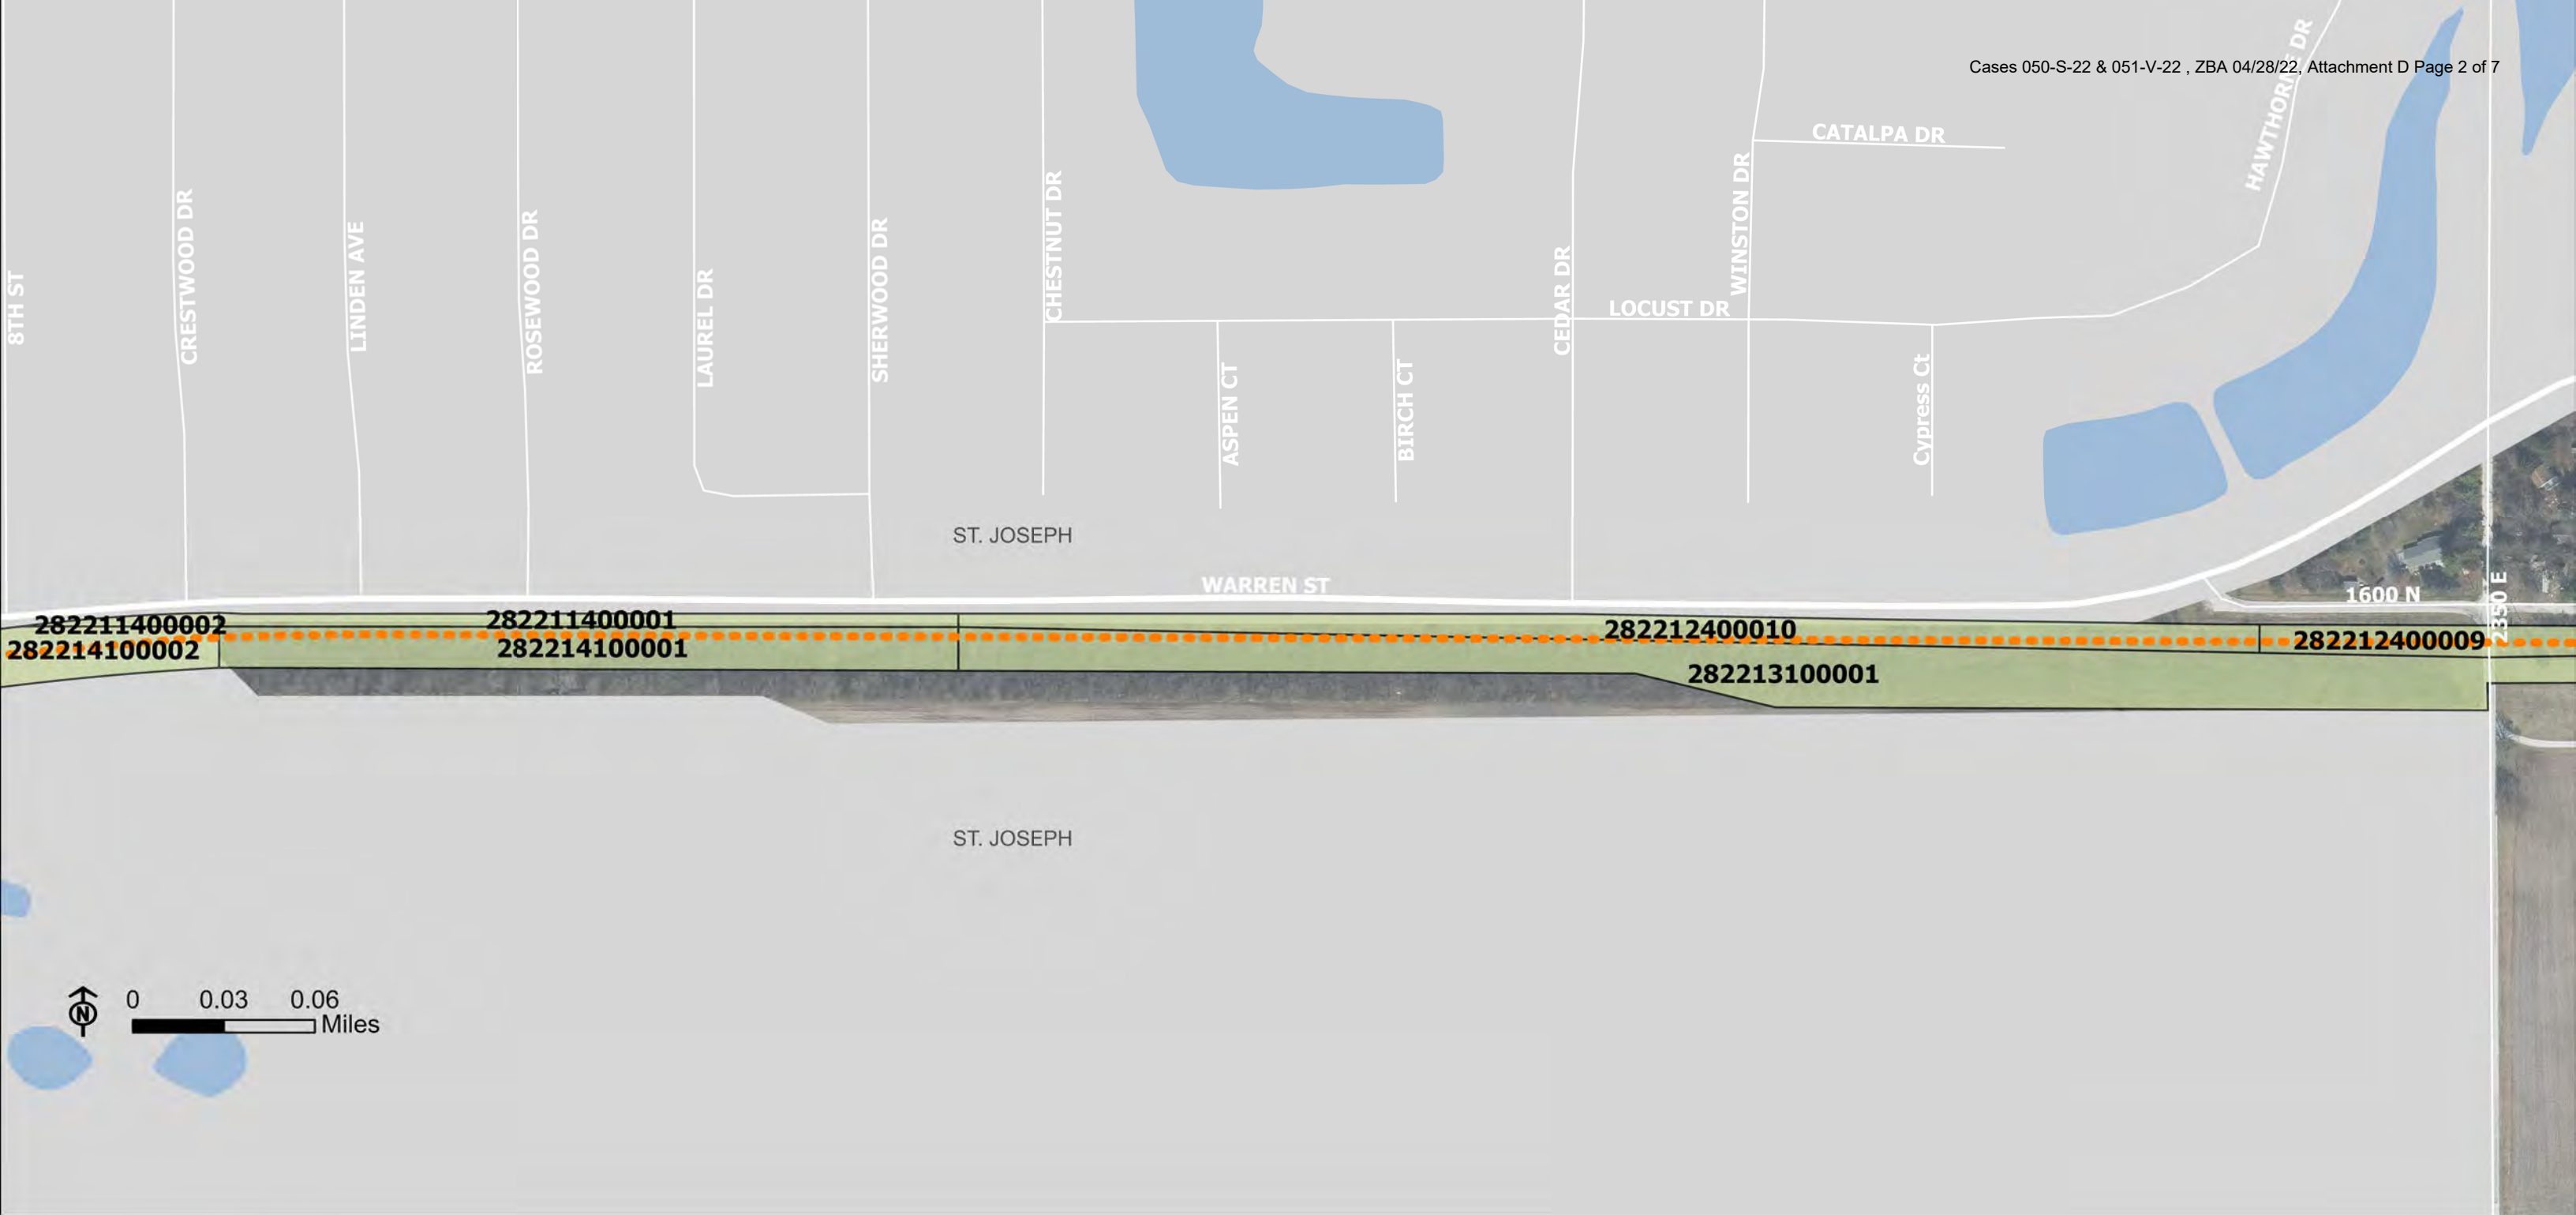 Cases 050-S-22 & 051-V-22 , ZBA 04/28/22, Attachment D Page 2 of 7
HAWTHORNE DR
CATALPA DR
WINSTON DR
CHESTNUT DR
CRESTWOOD DR
ROSEWOOD DR
LINDEN AVE
SHERWOOD DR
8TH ST
LAUREL DR
CEDAR DR
LOCUST DR
ASPEN CT
BIRCH CT
Cypress Ct
ST. JOSEPH
WARREN ST
1600 N
2350 E
282211400002
282211400001
282212400010
282212400009
282214100002
282214100001
282213100001
ST. JOSEPH
N
0 0.03 0.06
Miles